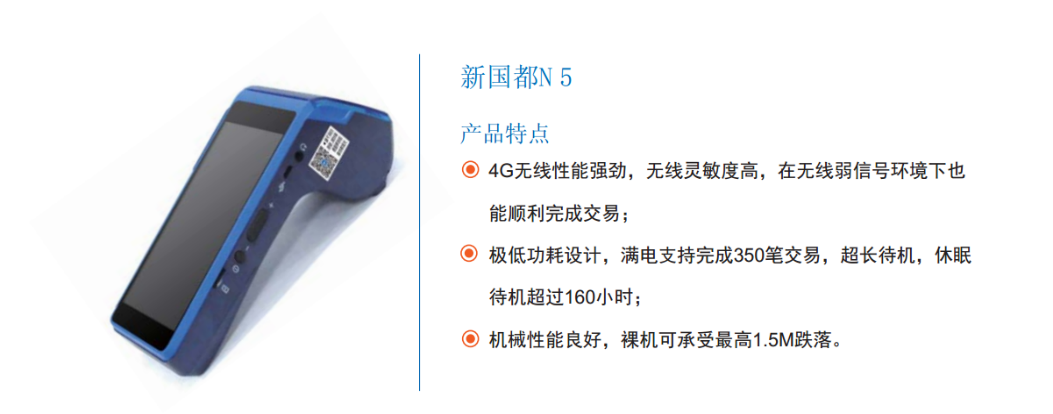 新国都N 5
产品特点
4G无线性能强劲，无线灵敏度高，在无线弱信号环境下也
能顺利完成交易；
极低功耗设计，满电支持完成350笔交易，超长待机，休眠
待机超过160小时；
机械性能良好，裸机可承受最高1.5M跌落。